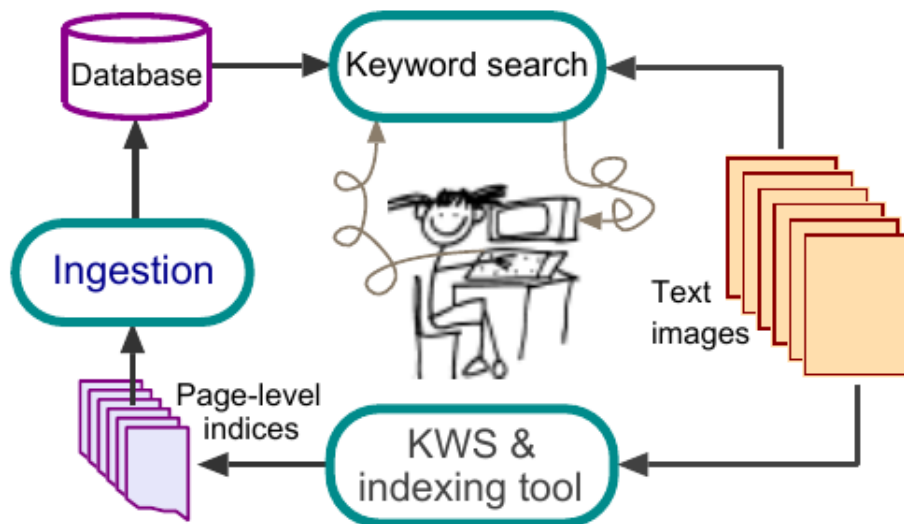 Database
Keyword search
Ingestion
Text
images
Page-level
indices
KWS &
indexing tool